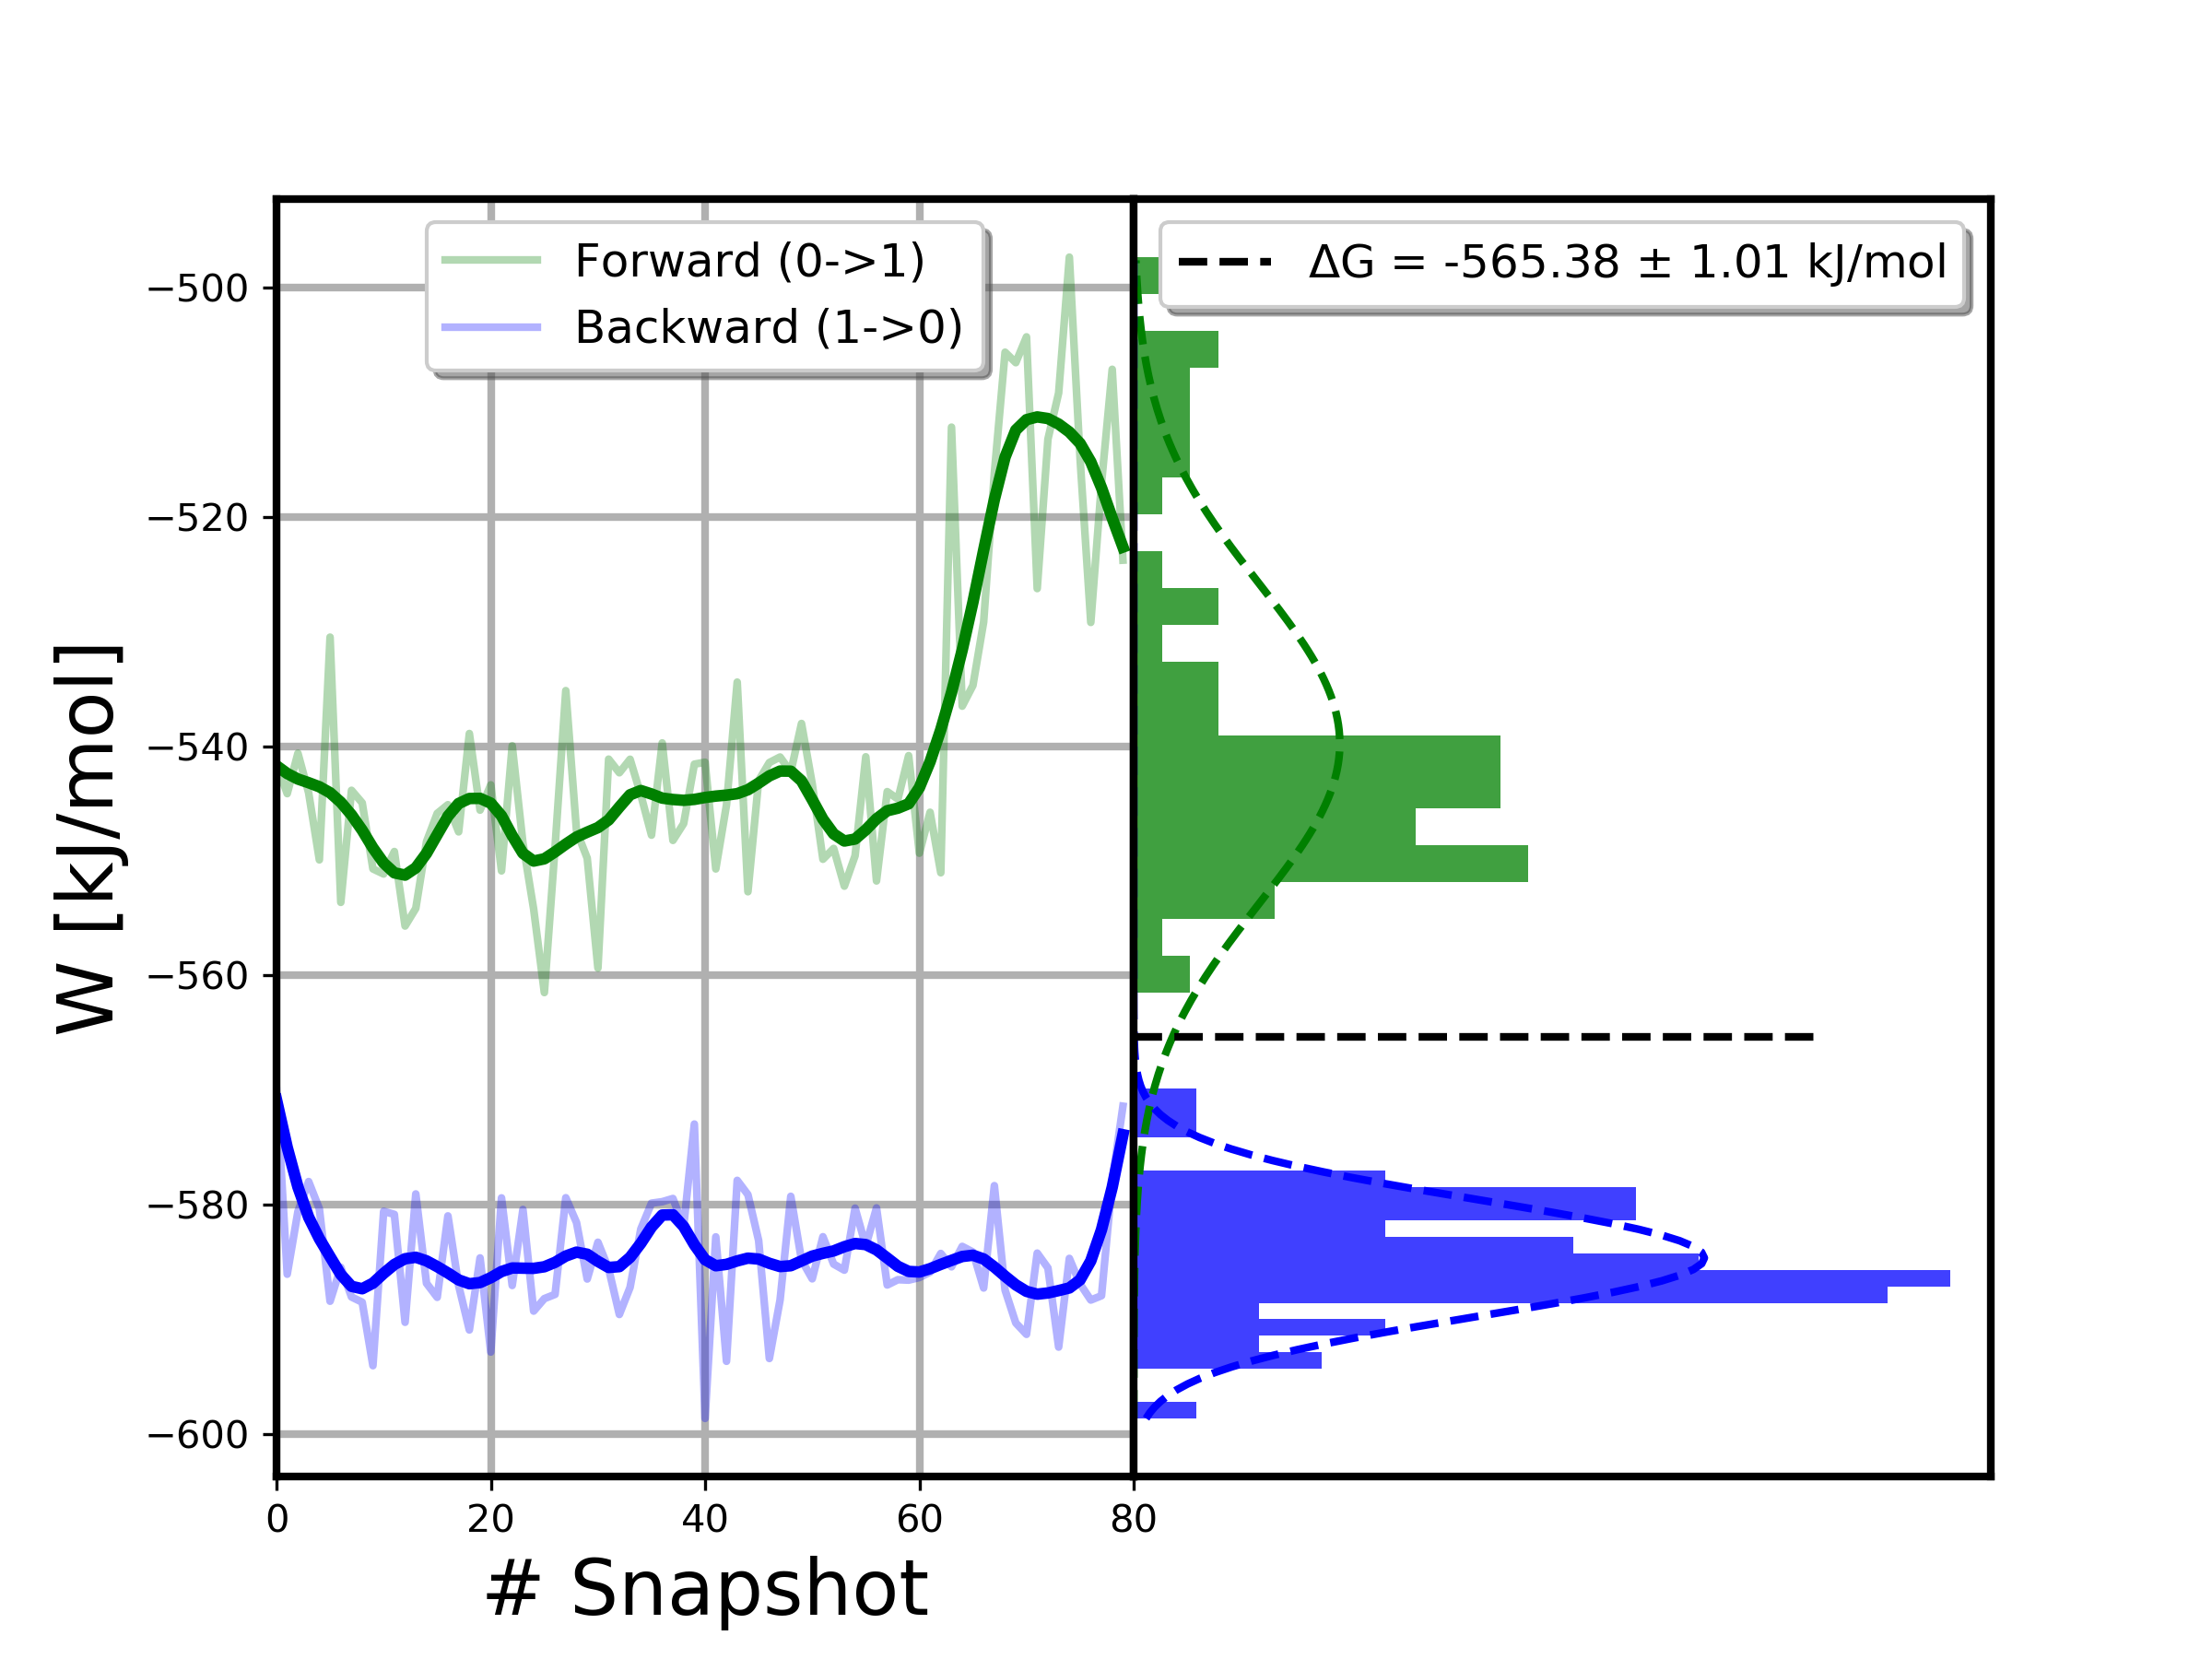 Forward (0->1)
Backward (1->0)
ΔG = -565.38 ± 1.01 kJ/mol
W [kJ/mol]
−500
−520
−540
−560
−580
−600
0 20 40 60 80
# Snapshot